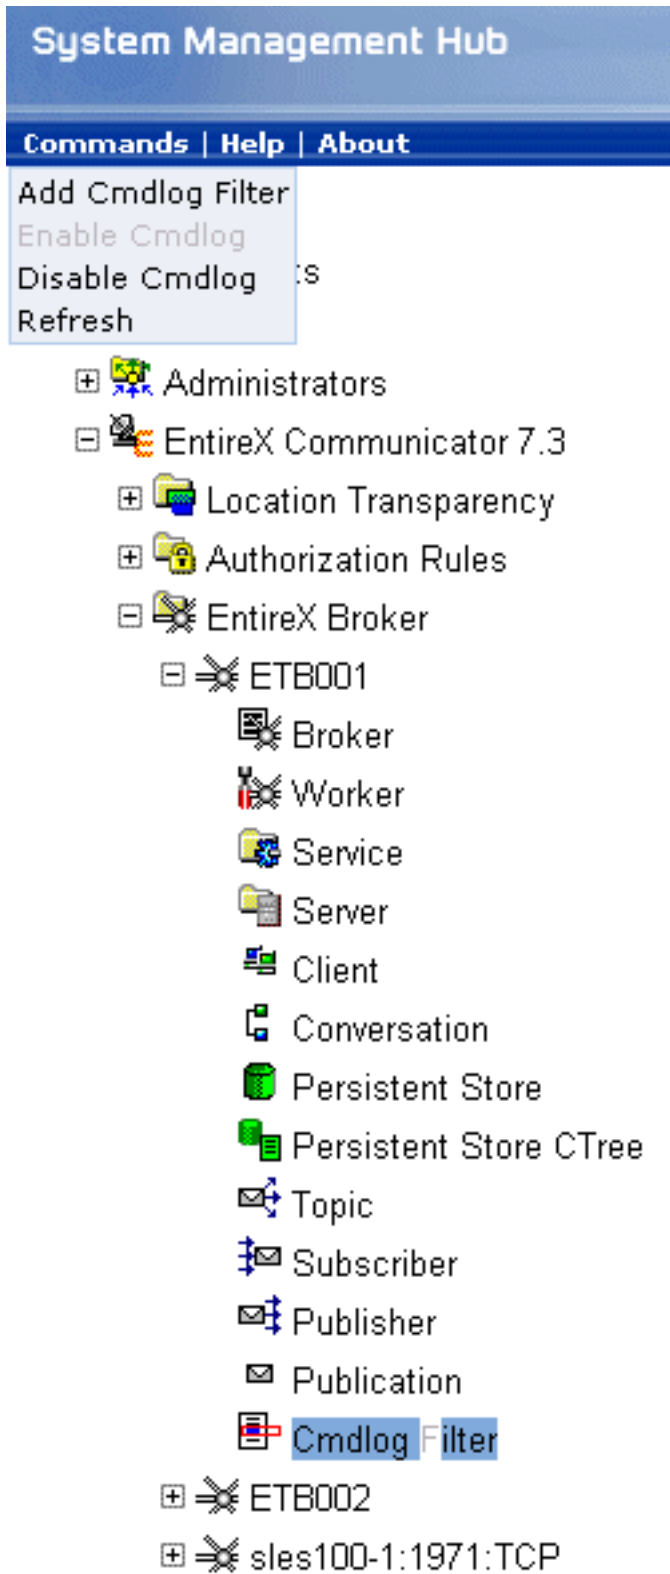 System Management Hub
Commands | Help | About
Add Cmdlog Filter
Enable Cmdlog
Disable Cmdlog
Refresh
ts
Administrators
EntireX Communicator 7.3
Location Transparency
Authorization Rules
EntireX Broker
ETB001
Broker
Worker
Service
Server
Client
Conversation
Persistent Store
Persistent Store CTree
Topic
Subscriber
Publisher
Publication
Cmdlog Filter
ETB002
sles100-1:1971:TCP